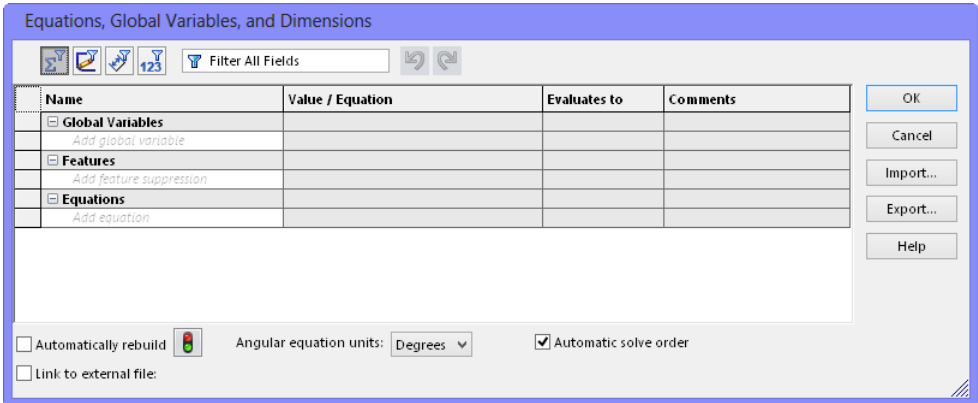 Equations, Global Variables, and Dimensions
Σ 123 Filter All Fields
Name Value / Equation Evaluates to Comments
Global Variables
Add global variable
Features
Add feature suppression
Equations
Add equation
OK
Cancel
Import...
Export...
Help
Automatically rebuild Angular equation units: Degrees Automatic solve order
Link to external file: